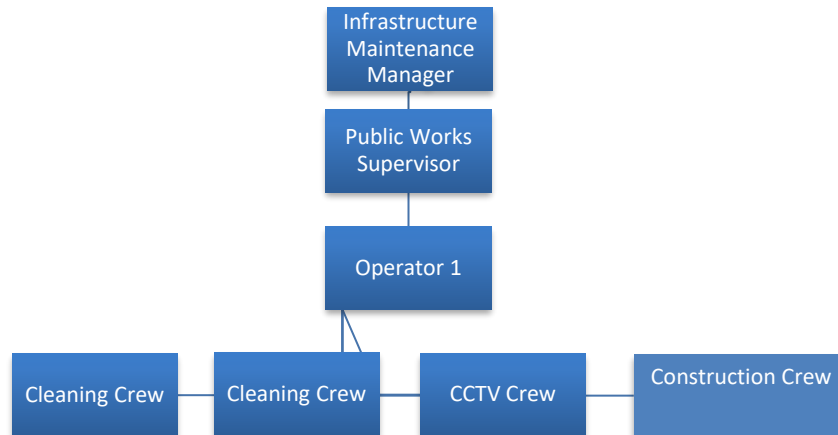 Infrastructure
Maintenance
Manager
Public Works
Supervisor
Operator 1
Cleaning Crew
Cleaning Crew
CCTV Crew
Construction Crew